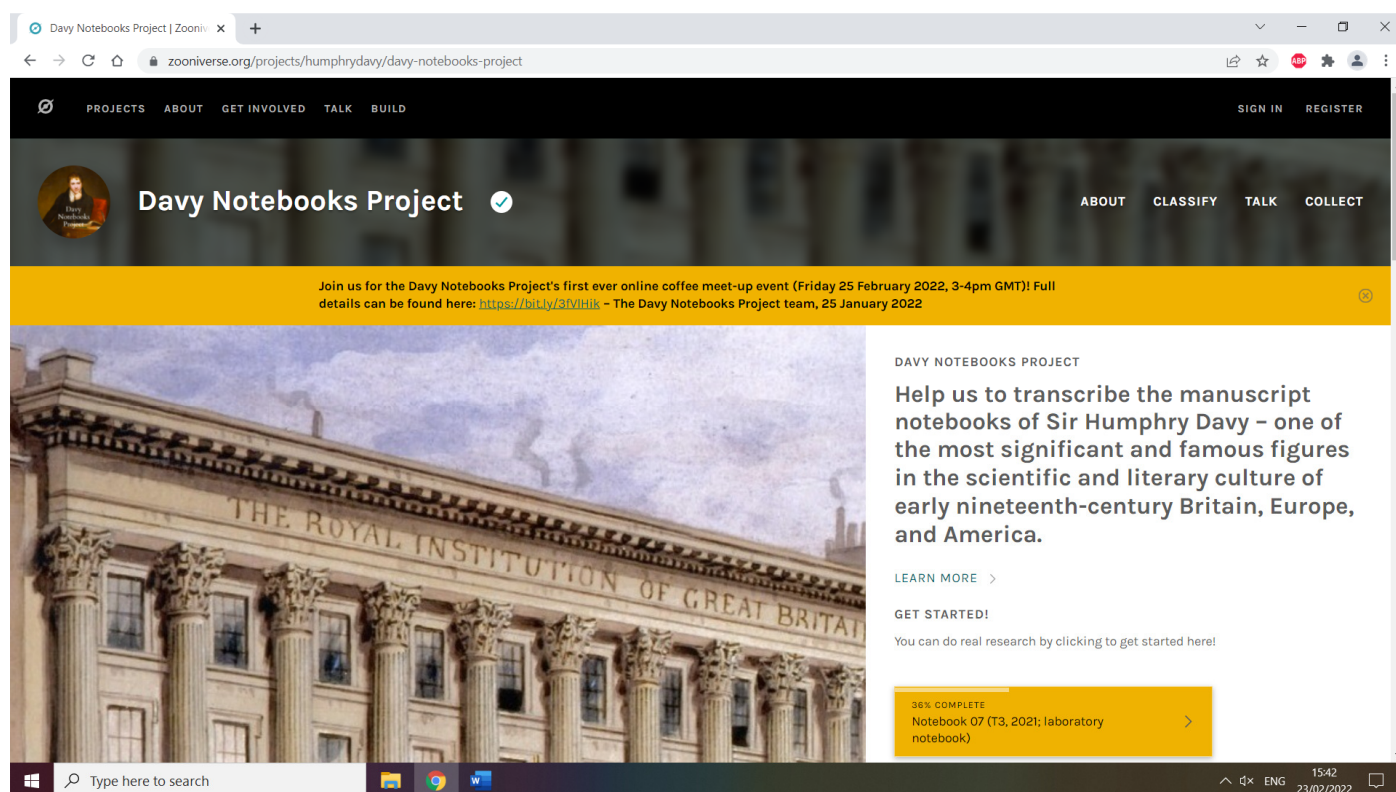 Davy Notebooks Project | Zooniv
zooniverse.org/projects/humphrydavy/davy-notebooks-project
ABP
PROJECTS ABOUT GET INVOLVED TALK BUILD
SIGN IN REGISTER
Davy
Notebooks
Project
Davy Notebooks Project
ABOUT CLASSIFY TALK COLLECT
Join us for the Davy Notebooks Project's first ever online coffee meet-up event (Friday 25 February 2022, 3-4pm GMT)! Full
details can be found here: https://bit.ly/3fVlHik – The Davy Notebooks Project team, 25 January 2022
THE ROYAL INSTITUTION OF GREAT BRITAI
DAVY NOTEBOOKS PROJECT
Help us to transcribe the manuscript
notebooks of Sir Humphry Davy – one of
the most significant and famous figures
in the scientific and literary culture of
early nineteenth-century Britain, Europe,
and America.
LEARN MORE >
GET STARTED!
You can do real research by clicking to get started here!
36% COMPLETE
Notebook 07 (T3, 2021; laboratory
notebook)
Type here to search
W
ENG
15:42
23/02/2022